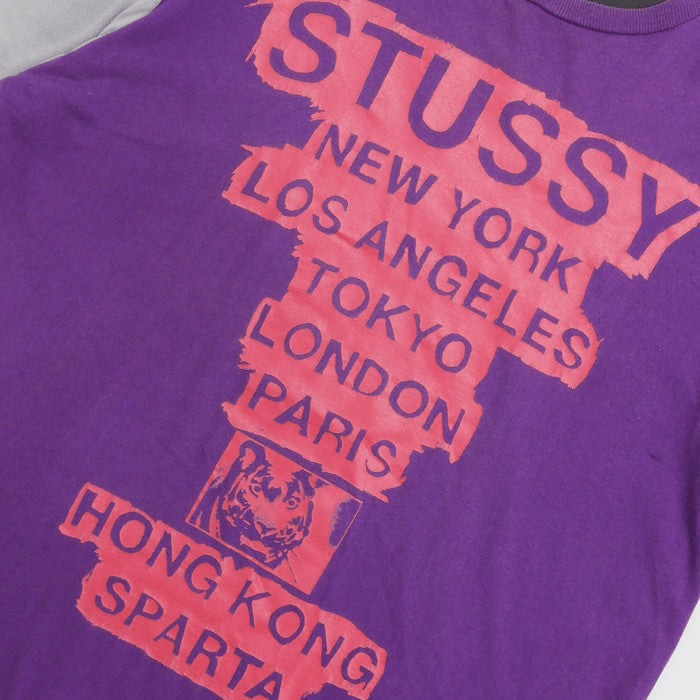 STUSSY
NEW YORK
LOS ANGELES
TOKYO
LONDON
PARIS
HONG KONG
SPARTA